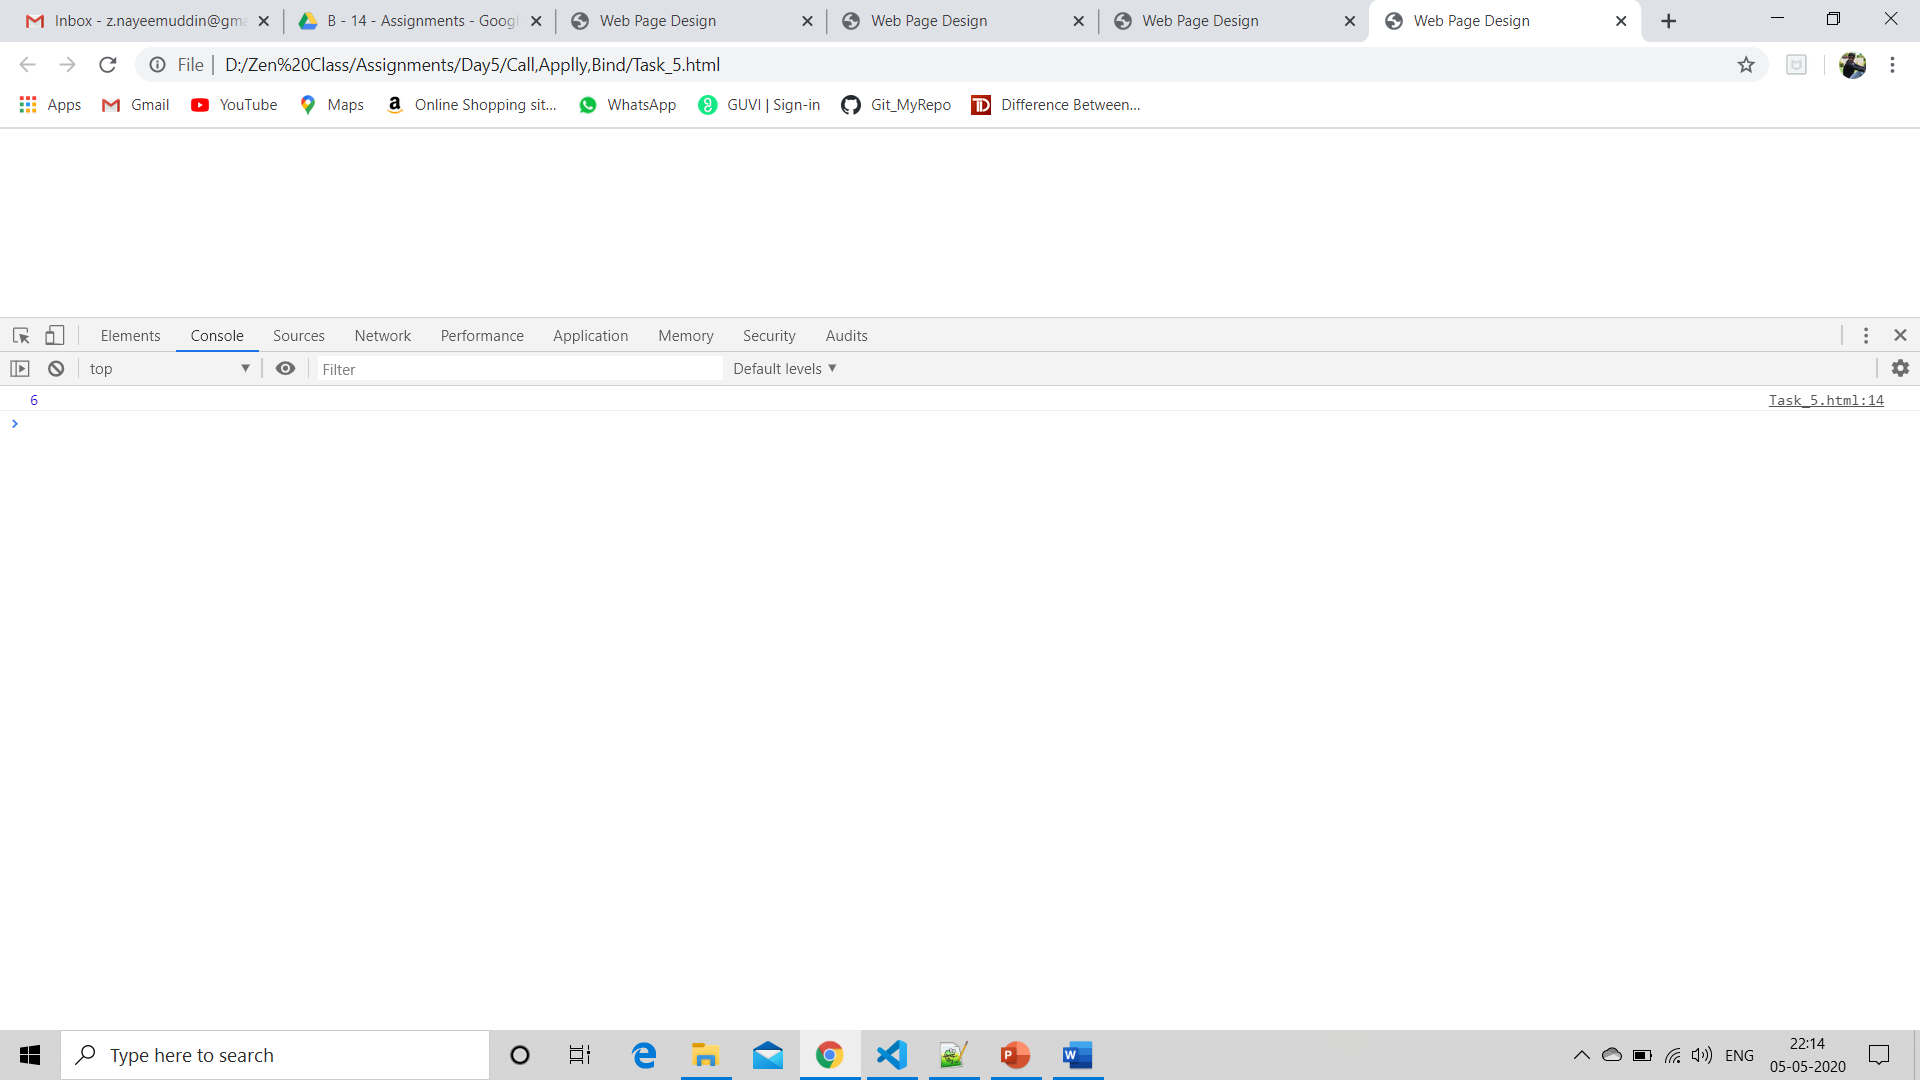 Inbox - z.nayeemuddin@gma
B - 14 - Assignments - Googl
Web Page Design
Web Page Design
Web Page Design
Web Page Design
File
D:/Zen%20Class/Assignments/Day5/Call,Applly,Bind/Task_5.html
Apps
Gmail
YouTube
Maps
Online Shopping sit...
WhatsApp
GUVI | Sign-in
Git_MyRepo
Difference Between...
Elements
Console
Sources
Network
Performance
Application
Memory
Security
Audits
top
Filter
Default levels
6
Task_5.html:14
Type here to search
ENG
22:14
05-05-2020